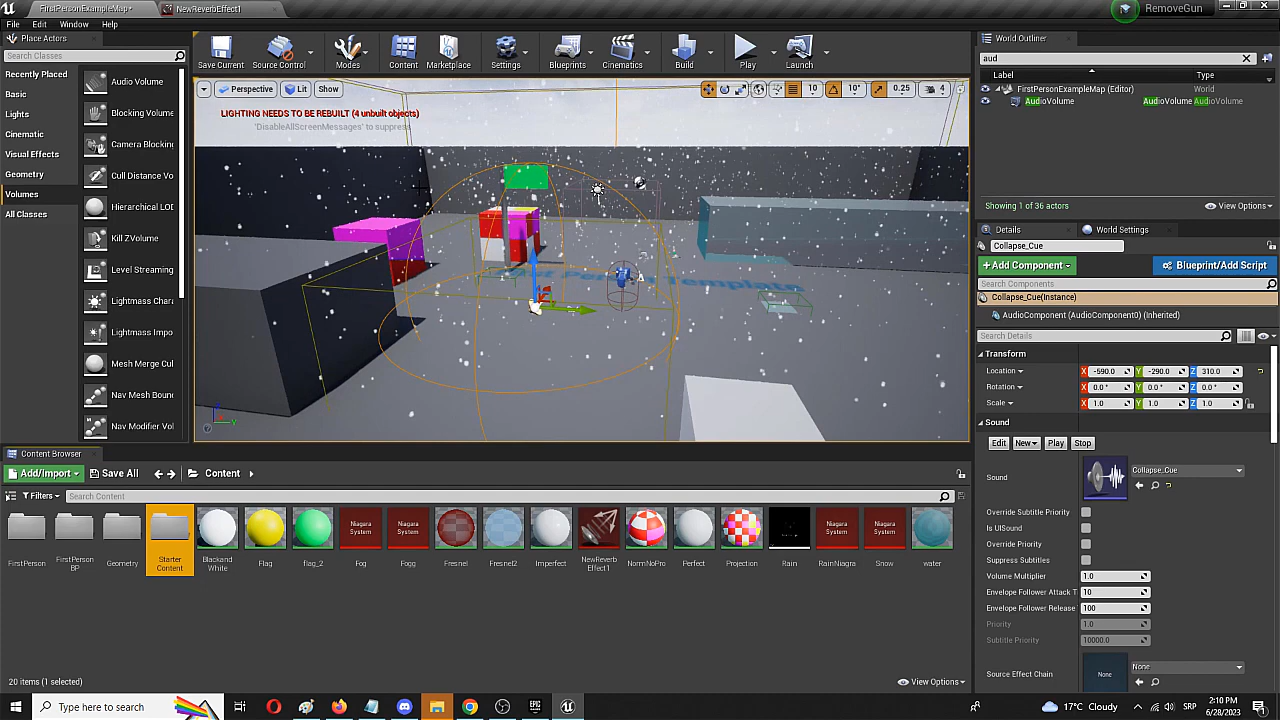 FirstPersonExampleMap*
NewReverbEffect1
RemoveGun
File Edit Window Help
Place Actors
Search Classes
Recently Placed
Basic
Lights
Cinematic
Visual Effects
Geometry
Volumes
All Classes
Audio Volume
Blocking Volume
Camera Blocking
Cull Distance Vo
Hierarchical LOD
Kill ZVolume
Level Streaming
Lightmass Chara
Lightmass Impo
Mesh Merge Cul
Nav Mesh Boun
Nav Modifier Vol
Save Current
Source Control
Modes
Content
Marketplace
Settings
Blueprints
Cinematics
Build
Play
Launch
Perspective
Lit
Show
10
10°
0.25
4
LIGHTING NEEDS TO BE REBUILT (4 unbuilt objects)
'DisableAllScreenMessages' to suppress
World Outliner
aud
Label
Type
FirstPersonExampleMap (Editor)
World
AudioVolume
AudioVolume AudioVolume
Showing 1 of 36 actors
View Options
Details
World Settings
Collapse_Cue
+Add Component
Blueprint/Add Script
Search Components
Collapse_Cue(Instance)
AudioComponent (AudioComponent0) (Inherited)
Search Details
Transform
Location X -590.0 Y -290.0 Z 310.0
Rotation X 0.0 ° Y 0.0 ° Z 0.0 °
Scale X 1.0 Y 1.0 Z 1.0
Sound
Edit New Play Stop
Sound
Collapse_Cue
Override Subtitle Priority
Is UISound
Override Priority
Suppress Subtitles
Volume Multiplier 1.0
Envelope Follower Attack T 10
Envelope Follower Release 100
Priority 1.0
Subtitle Priority 10000.0
Source Effect Chain
None
None
Content Browser
Add/Import
Save All
Content
Filters
Search Content
FirstPerson
FirstPerson BP
Geometry
Starter Content
Blackand White
Flag
flag_2
Niagara System
Fog
Niagara System
Fogg
Fresnel
Fresnel2
Imperfect
NewReverb Effect1
NormNoPro
Perfect
Projection
Rain
Niagara System
RainNiagra
Niagara System
Snow
water
20 items (1 selected)
View Options
Type here to search
17°C Cloudy
SRP
2:10 PM
6/28/2023